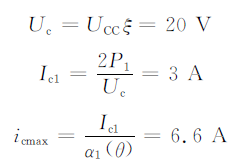 U_c = U_CC ξ = 20 V
I_c1 = 2P_1 / U_c = 3 A
i_cmax = I_c1 / α_1(θ) = 6.6 A